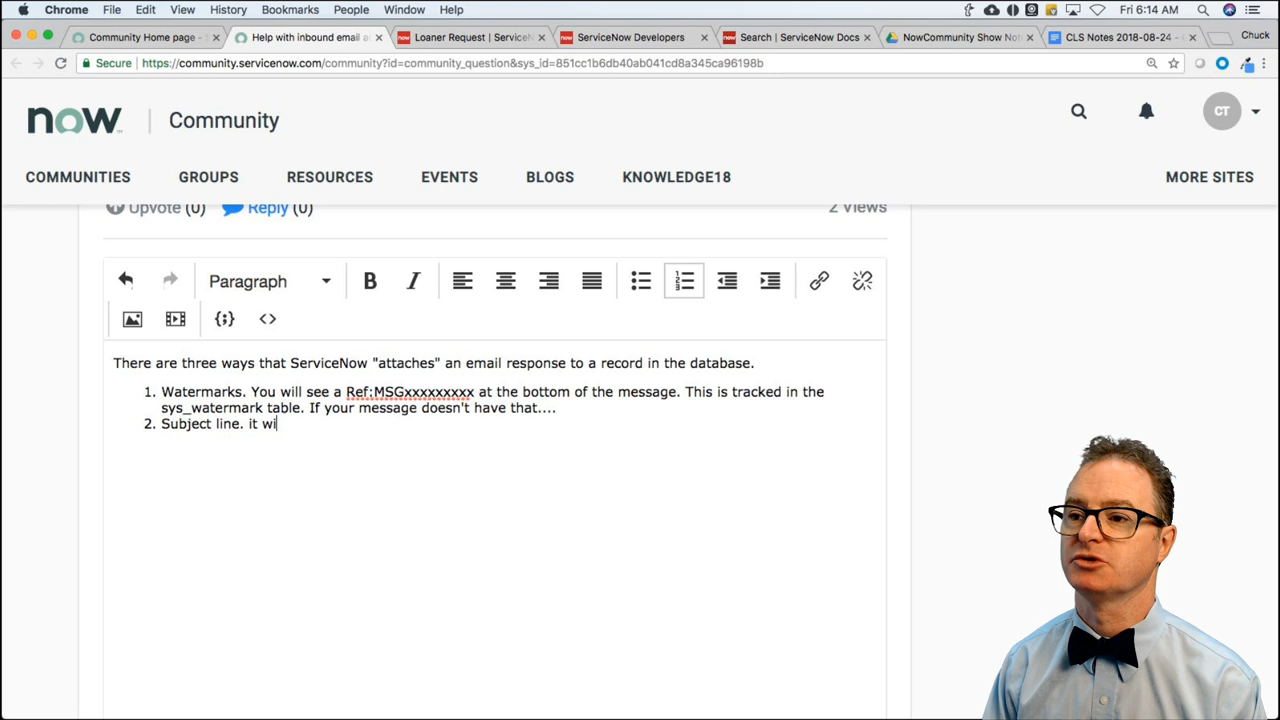 Chrome File Edit View History Bookmarks People Window Help Fri 6:14 AM
Community Home page - S Help with inbound email a Loaner Request | ServiceN ServiceNow Developers Search | ServiceNow Docs NowCommunity Show Not CLS Notes 2018-08-24 - G Chuck
Secure https://community.servicenow.com/community?id=community_question&sys_id=851cc1b6db40ab041cd8a345ca96198b
now Community CT
COMMUNITIES GROUPS RESOURCES EVENTS BLOGS KNOWLEDGE18 MORE SITES
Upvote (0) Reply (0) 2 Views
Paragraph B I
There are three ways that ServiceNow "attaches" an email response to a record in the database.
1. Watermarks. You will see a Ref:MSGxxxxxxxxx at the bottom of the message. This is tracked in the
sys_watermark table. If your message doesn't have that....
2. Subject line. it wi